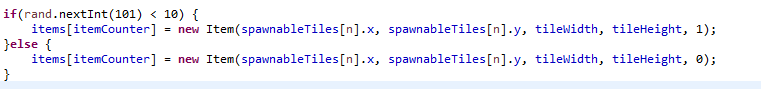 if(rand.nextInt(101) < 10) {
items[itemCounter] = new Item(spawnableTiles[n].x, spawnableTiles[n].y, tileWidth, tileHeight, 1);
}else {
items[itemCounter] = new Item(spawnableTiles[n].x, spawnableTiles[n].y, tileWidth, tileHeight, 0);
}